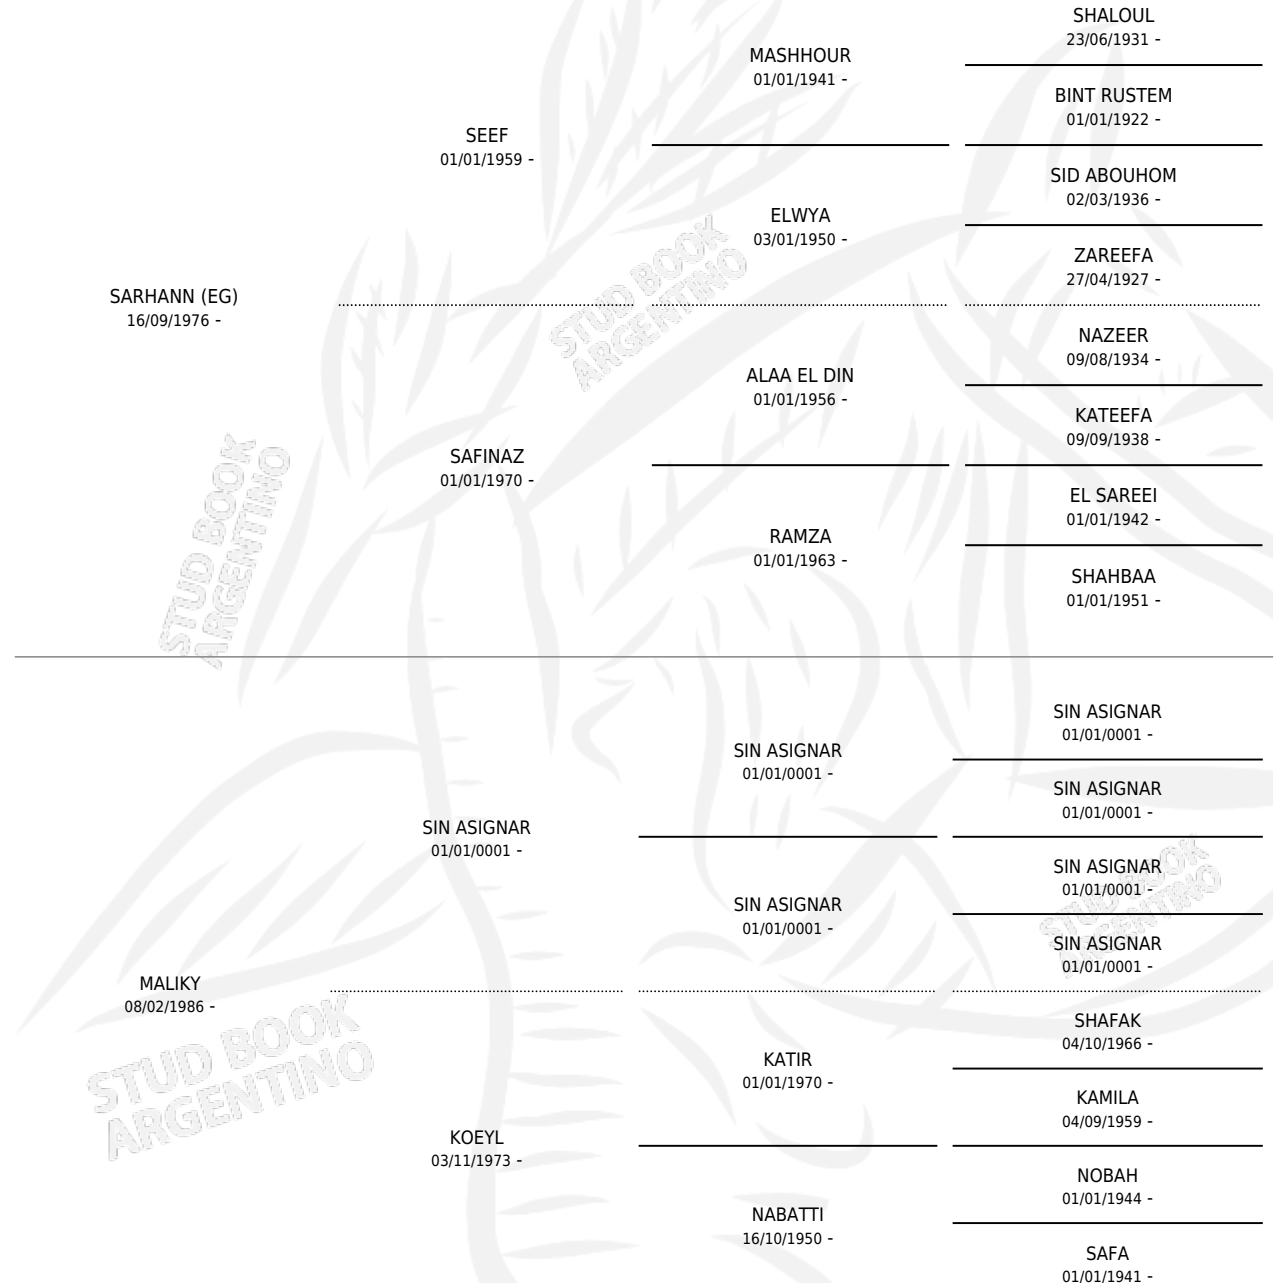 SHALOUL
23/06/1931 -
MASHHOUR
01/01/1941 -
BINT RUSTEM
01/01/1922 -
SEEF
01/01/1959 -
SID ABOUHOM
02/03/1936 -
ELWYA
03/01/1950 -
ZAREEFA
27/04/1927 -
SARHANN (EG)
16/09/1976 -
NAZEER
09/08/1934 -
ALAA EL DIN
01/01/1956 -
KATEEFA
09/09/1938 -
SAFINAZ
01/01/1970 -
EL SAREEI
01/01/1942 -
RAMZA
01/01/1963 -
SHAHBAA
01/01/1951 -
STUD BOOK
ARGENTINO
STUD BOOK
ARGENTINO
SIN ASIGNAR
01/01/0001 -
SIN ASIGNAR
01/01/0001 -
SIN ASIGNAR
01/01/0001 -
SIN ASIGNAR
01/01/0001 -
SIN ASIGNAR
01/01/0001 -
SIN ASIGNAR
01/01/0001 -
SIN ASIGNAR
01/01/0001 -
MALIKY
08/02/1986 -
SHAFAK
04/10/1966 -
KATIR
01/01/1970 -
KAMILA
04/09/1959 -
KOEYL
03/11/1973 -
NOBAH
01/01/1944 -
NABATTI
16/10/1950 -
SAFA
01/01/1941 -
STUD BOOK
ARGENTINO
STUD BOOK
ARGENTINO